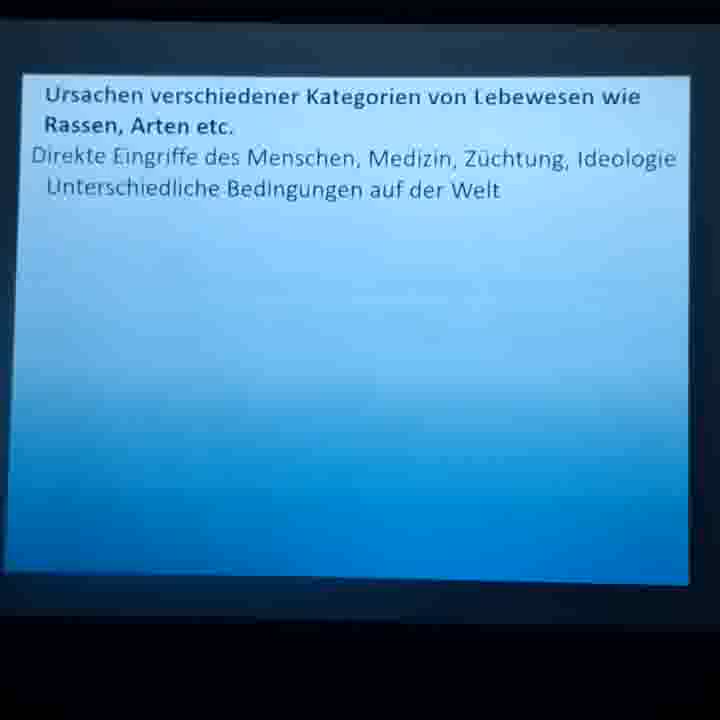 Ursachen verschiedener Kategorien von Lebewesen wie
Rassen, Arten etc.
Direkte Eingriffe des Menschen, Medizin, Züchtung, Ideologie
Unterschiedliche Bedingungen auf der Welt